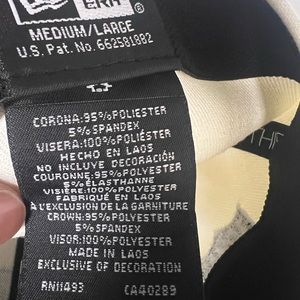 ERA
MEDIUM/LARGE
U.S. Pat. No. 662581882
CORONA:95%POLIESTER
5%SPANDEX
VISERA:100%POLIÉSTER
HECHO EN LAOS
NO INCLUYE DECORACIÓN
COURONNE:95%POLYESTER
5%ÉLASTHANNE
VISIÈRE:100%POLYESTER
FABRIQUÉ EN LAOS
A L'EXCLUSION DE LA GARNITURE
CROWN:95%POLYESTER
5%SPANDEX
VISOR:100%POLYESTER
MADE IN LAOS
EXCLUSIVE OF DECORATION
RN11493 CA40289
THF